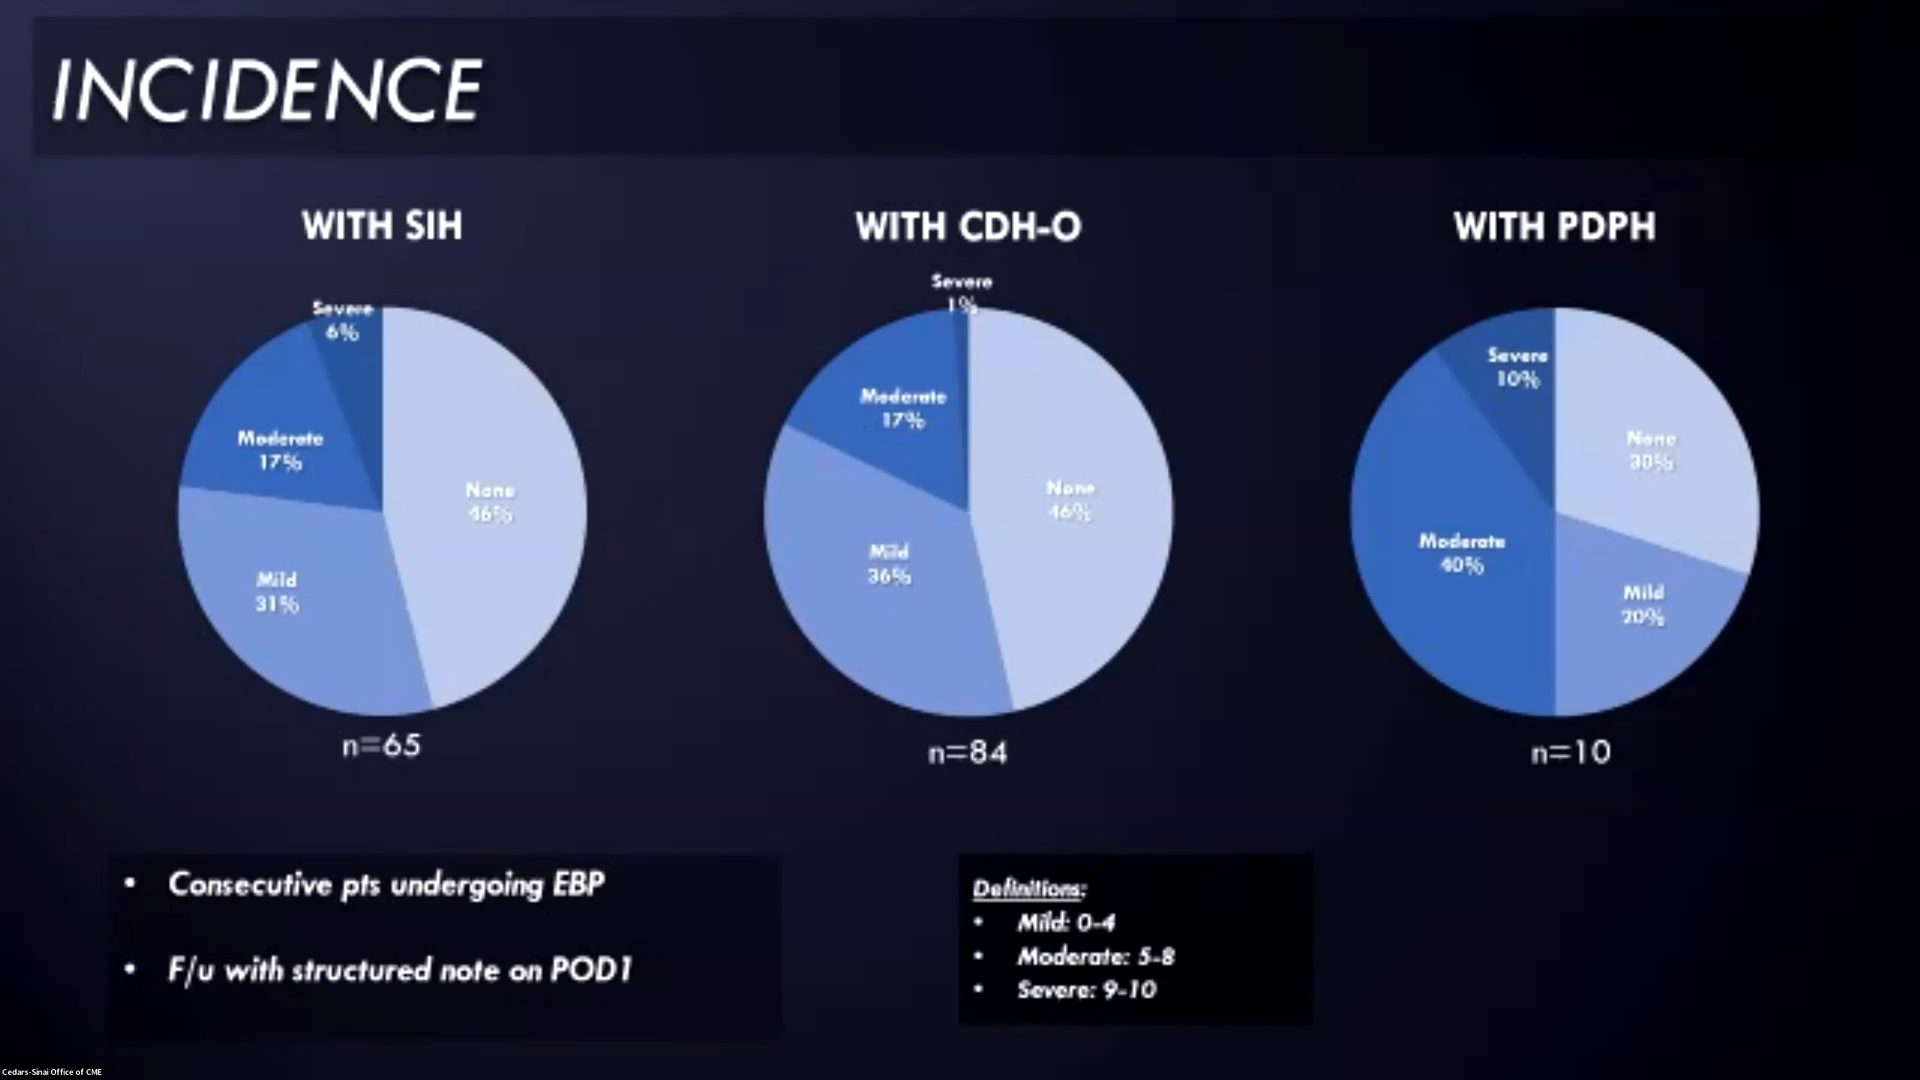 INCIDENCE
WITH SIH
Severe
6%
Moderate
17%
None
46%
Mild
31%
n=65
WITH CDH-O
Severe
1%
Moderate
17%
None
46%
Mild
36%
n=84
WITH PDPH
Severe
10%
None
30%
Moderate
40%
Mild
20%
n=10
• Consecutive pts undergoing EBP
• F/u with structured note on POD1
Definitions:
• Mild: 0-4
• Moderate: 5-8
• Severe: 9-10
Cedars-Sinai Office of CME